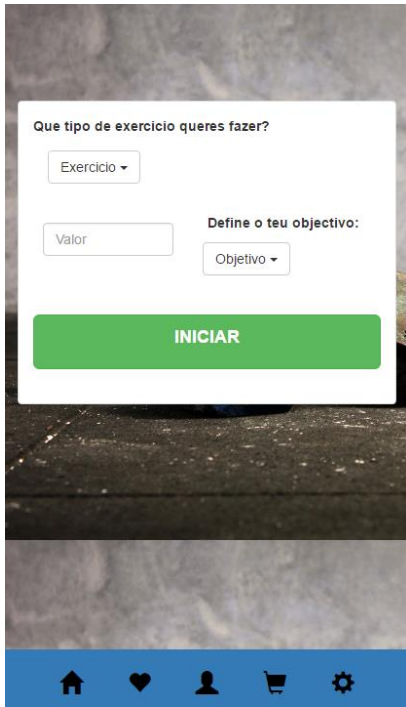 Que tipo de exercicio queres fazer?
Exercicio
Define o teu objectivo:
Valor
Objetivo
INICIAR